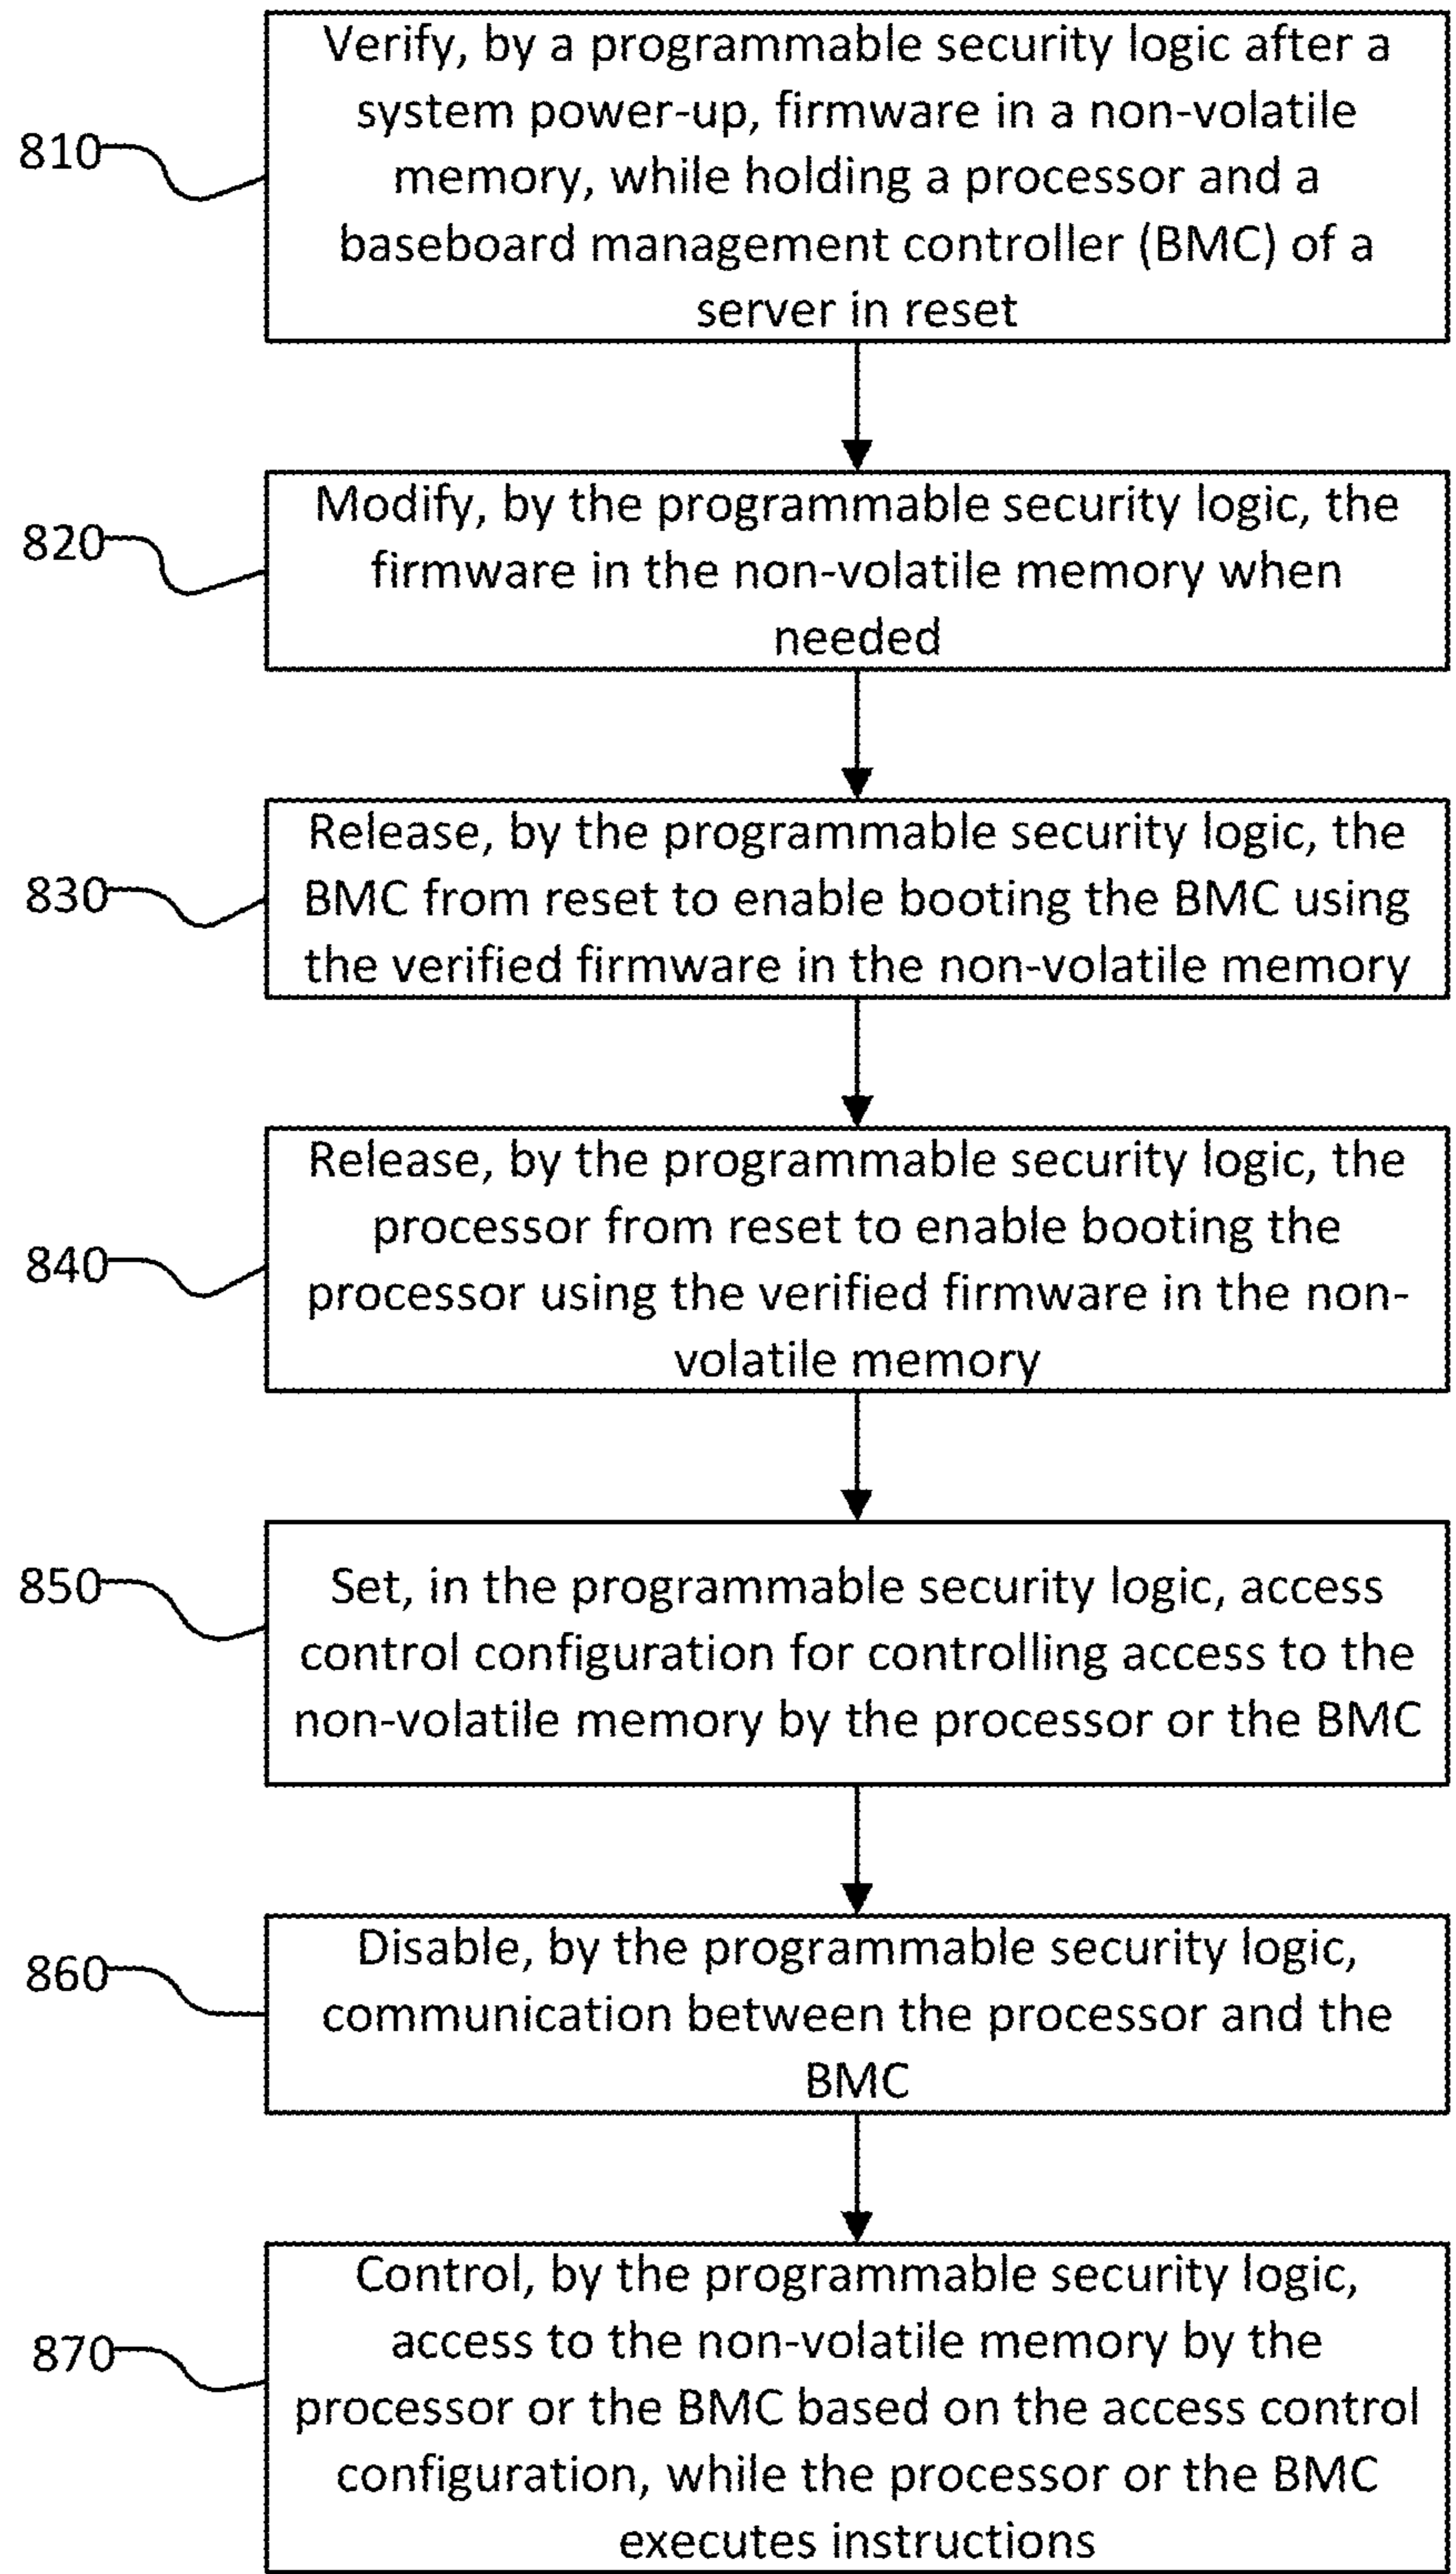 Verify, by a programmable security logic after a
system power-up, firmware in a non-volatile
memory, while holding a processor and a
baseboard management controller (BMC) of a
server in reset
810
Modify, by the programmable security logic, the
firmware in the non-volatile memory when
needed
820
Release, by the programmable security logic, the
BMC from reset to enable booting the BMC using
the verified firmware in the non-volatile memory
830
Release, by the programmable security logic, the
processor from reset to enable booting the
processor using the verified firmware in the non-
volatile memory
840
Set, in the programmable security logic, access
control configuration for controlling access to the
non-volatile memory by the processor or the BMC
850
Disable, by the programmable security logic,
communication between the processor and the
BMC
860
Control, by the programmable security logic,
access to the non-volatile memory by the
processor or the BMC based on the access control
configuration, while the processor or the BMC
executes instructions
870